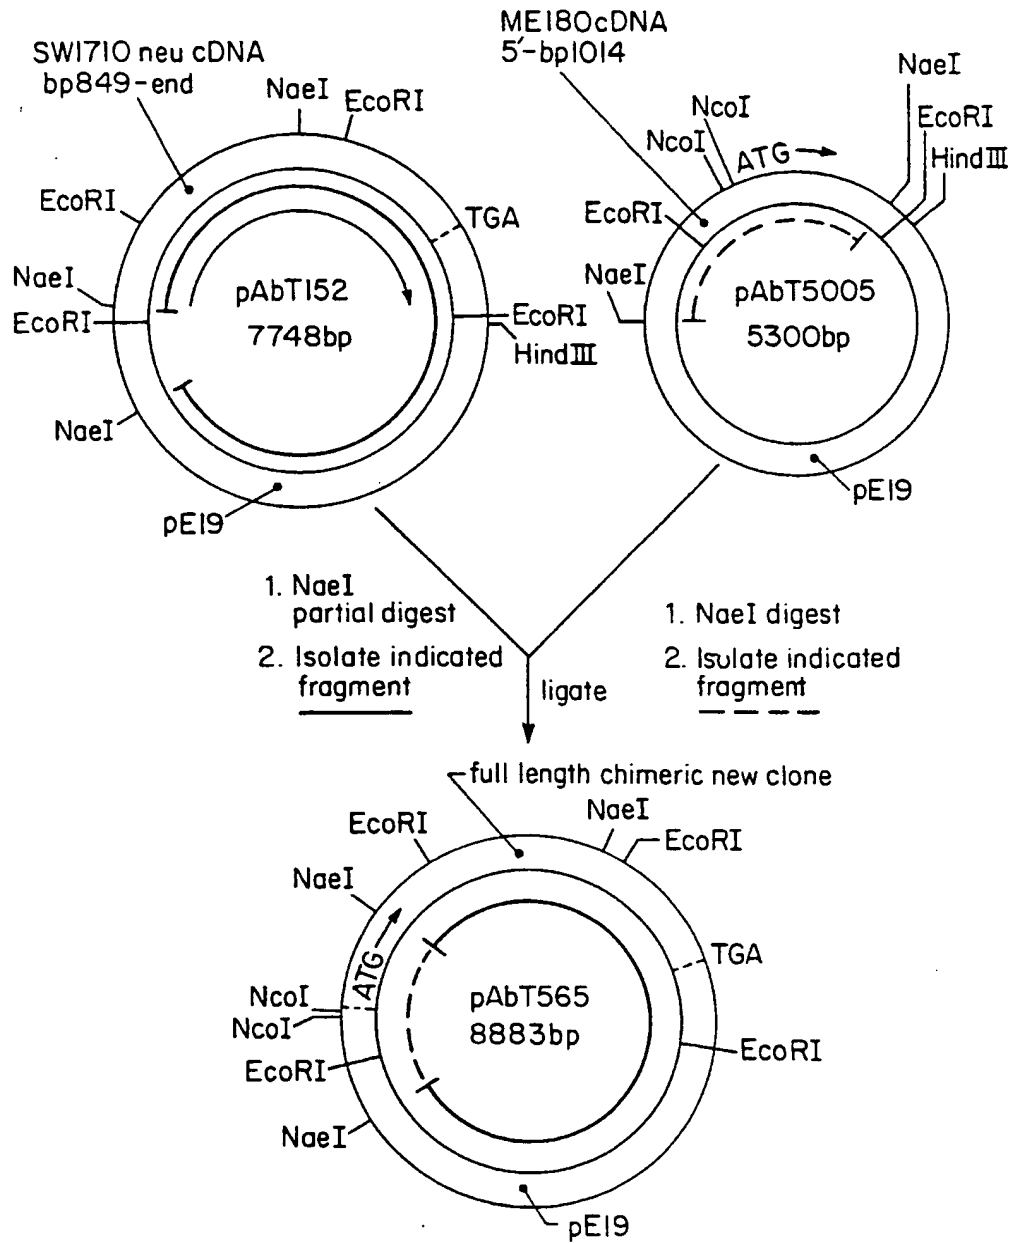 SW1710 neu cDNA
bp849-end
NaeI
EcoRI
EcoRI
NaeI
EcoRI
NaeI
TGA
EcoRI
HindIII
pAbT152
7748bp
pE19
ME180cDNA
5'-bp1014
NcoI
NcoI
ATG
NaeI
EcoRI
HindIII
EcoRI
NaeI
pAbT5005
5300bp
pE19
1. NaeI
partial digest
2. Isolate indicated
fragment
1. NaeI digest
2. Isolate indicated
fragment
ligate
full length chimeric new clone
NaeI
EcoRI
EcoRI
NaeI
ATG
NcoI
NcoI
EcoRI
NaeI
TGA
EcoRI
pAbT565
8883bp
pE19